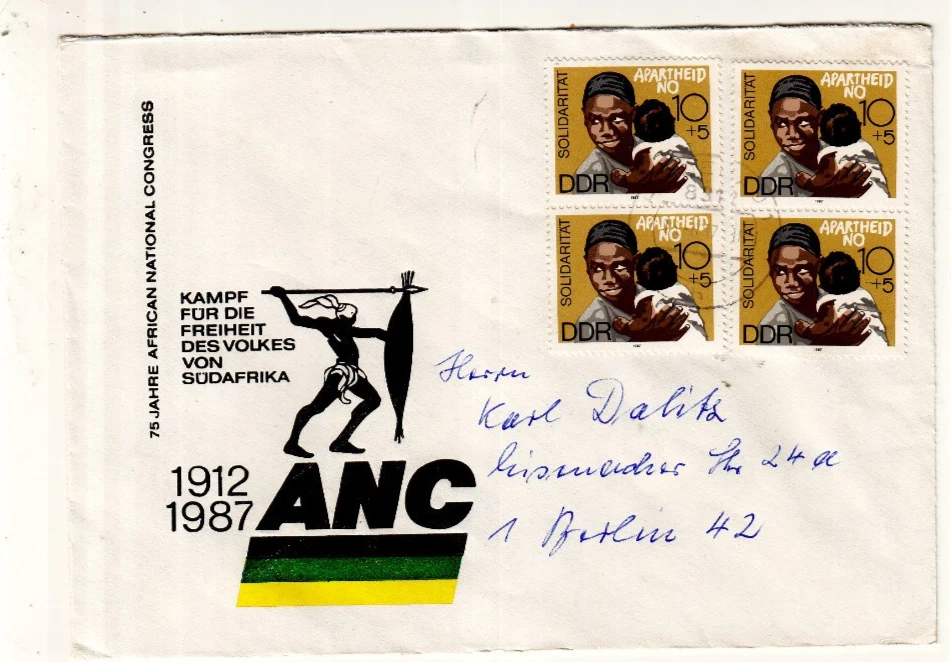 75 JAHRE AFRICAN NATIONAL CONGRESS
KAMPF
FÜR DIE
FREIHEIT
DES VOLKES
VON
SÜDAFRIKA
1912
1987
ANC
SOLIDARITÄT
APARTHEID
NO
10
+5
DDR
1987
SOLIDARITÄT
APARTHEID
NO
10
+5
DDR
1987
SOLIDARITÄT
APARTHEID
NO
10
+5
DDR
1987
SOLIDARITÄT
APARTHEID
NO
10
+5
DDR
1987
Herrn
Karl Dalitz
Str 24a
1 Berlin 42